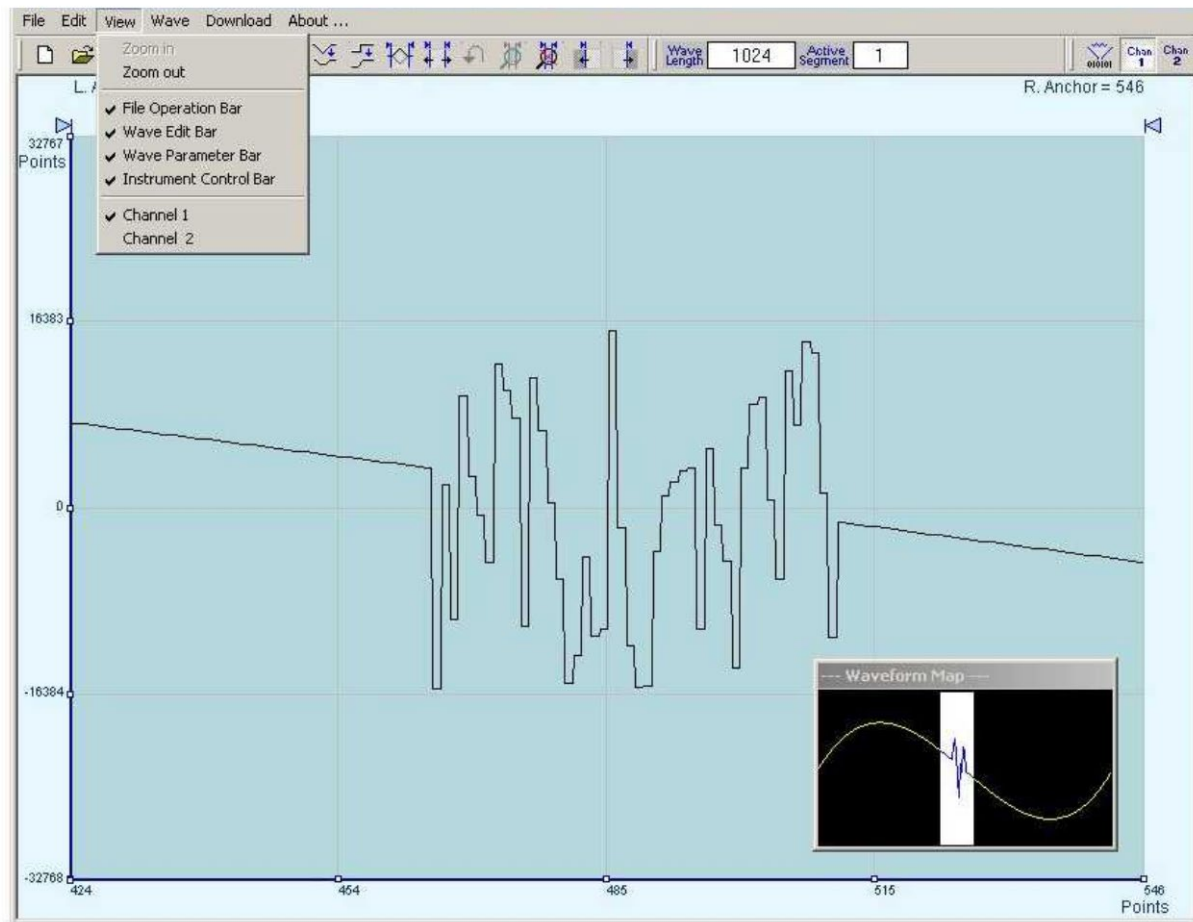 File Edit View Wave Download About ...
Zoom in
Zoom out
File Operation Bar
Wave Edit Bar
Wave Parameter Bar
Instrument Control Bar
Channel 1
Channel 2
Wave Length 1024 Active Segment 1
010101
Chan 1
Chan 2
L.
R. Anchor = 546
32767
Points
16383
0
-16384
-32768
424 454 485 515 546
Points
--- Waveform Map ---